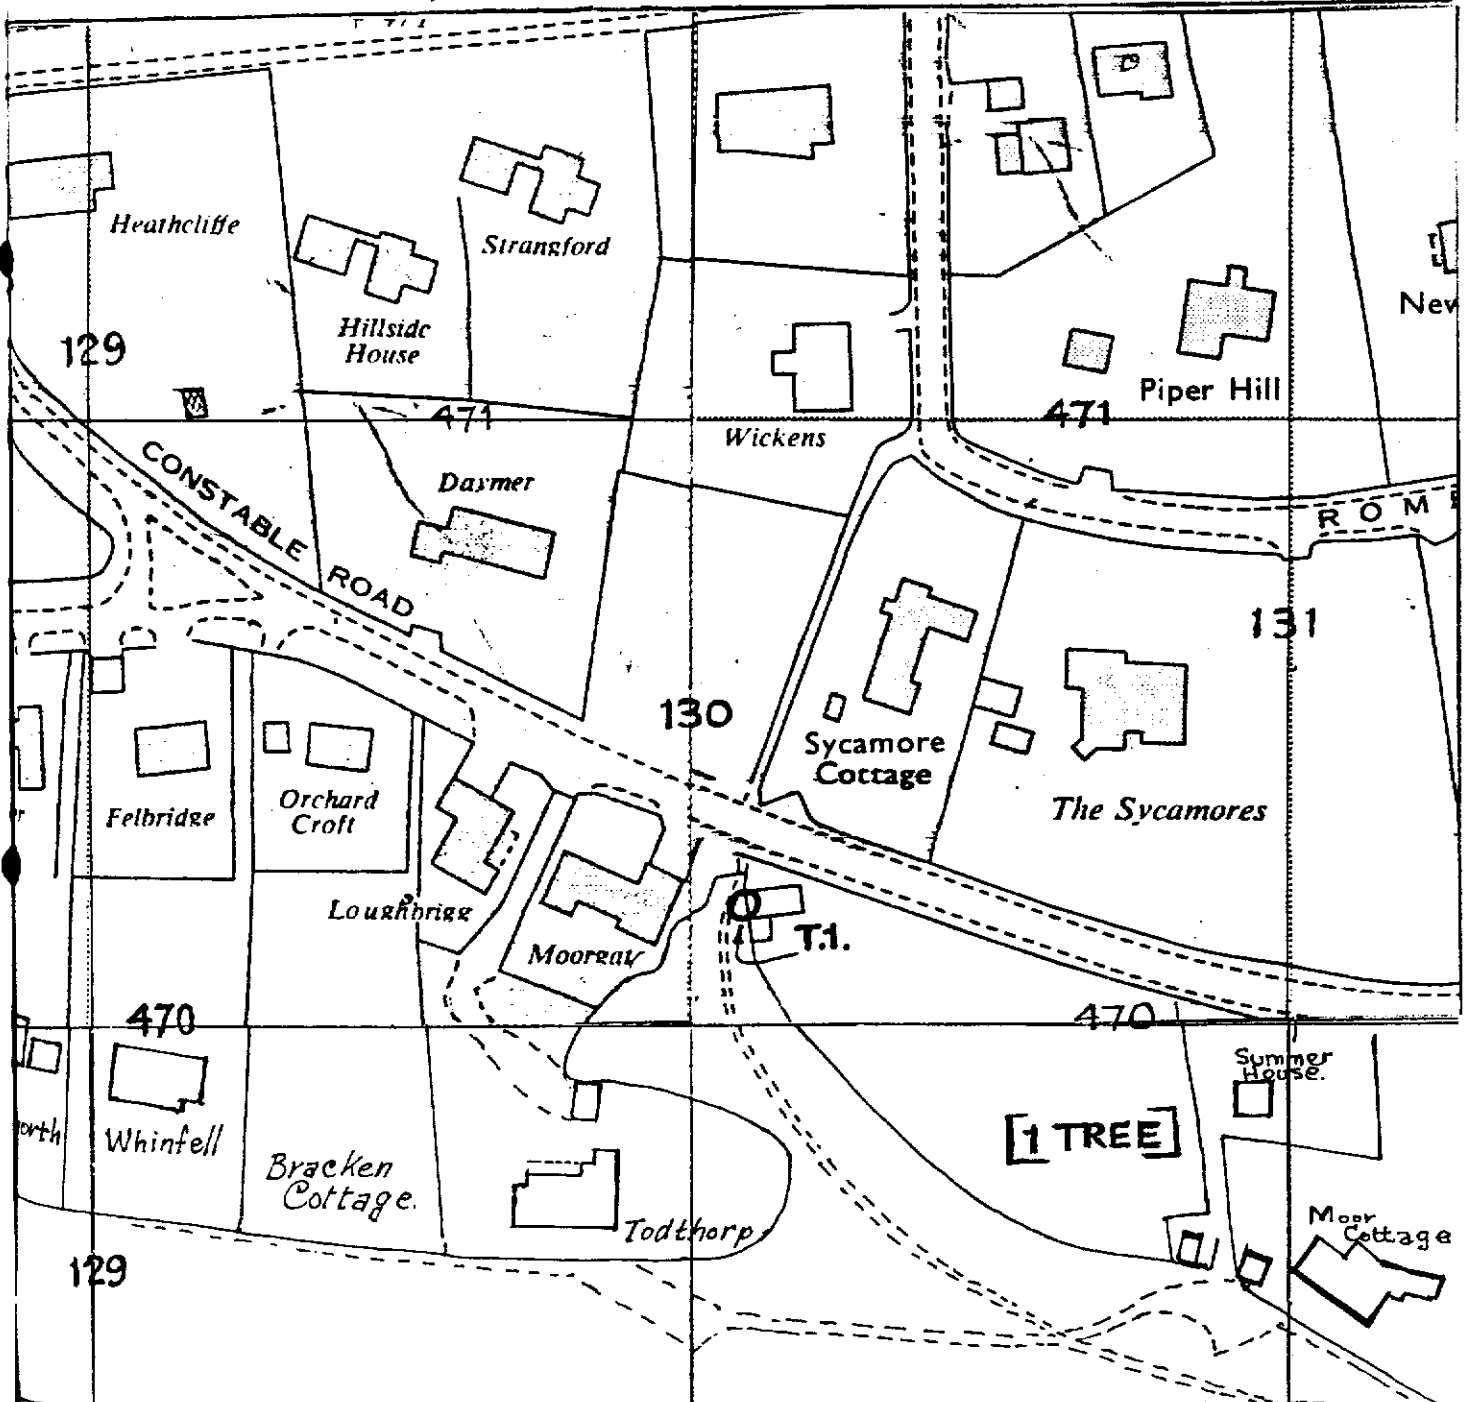 Heathcliffe
Strangford
Hillside
House
129
471
471
Piper Hill
New
Wickens
CONSTABLE ROAD
Daymer
ROM
131
130
Sycamore
Cottage
The Sycamores
Felbridge
Orchard
Croft
Loughbrigg
Moorgay
T.1.
470
470
Summer
House.
[1 TREE]
orth
Whinfell
Bracken
Cottage.
Todthorp
Moor
Cottage
129